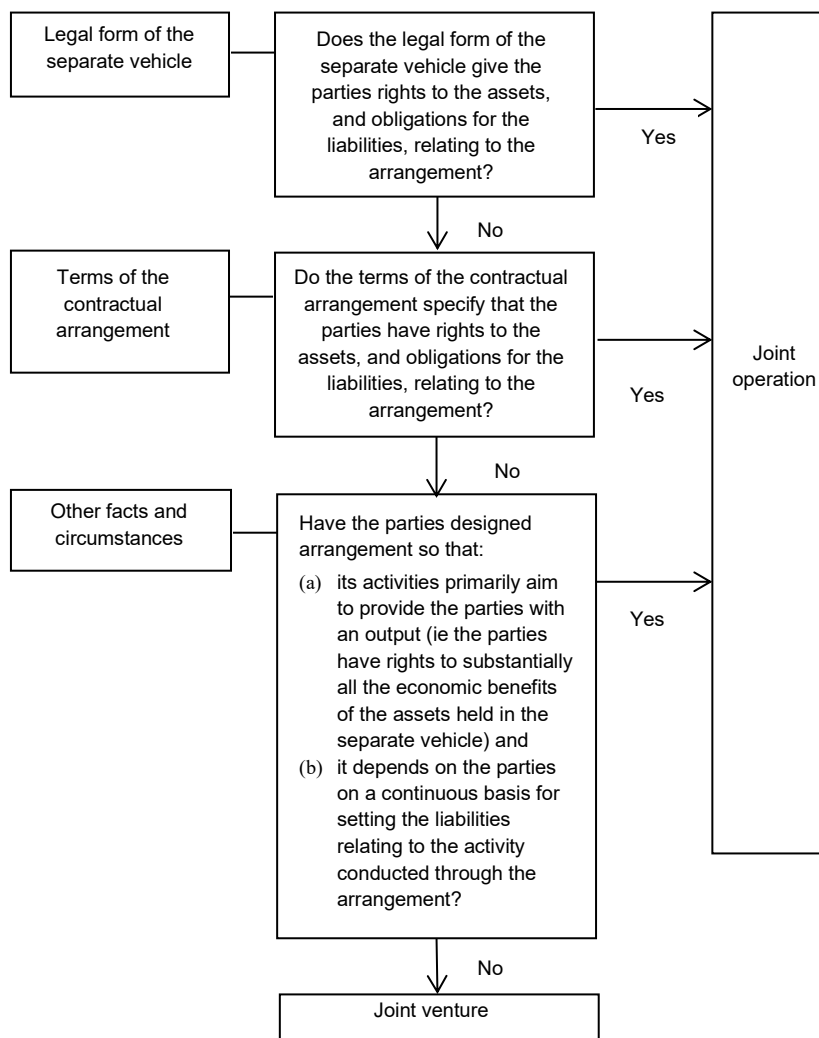 Legal form of the
separate vehicle
Does the legal form of the
separate vehicle give the
parties rights to the assets,
and obligations for the
liabilities, relating to the
arrangement?
Yes
No
Terms of the
contractual
arrangement
Do the terms of the contractual
arrangement specify that the
parties have rights to the
assets, and obligations for the
liabilities, relating to the
arrangement?
Yes
Joint
operation
No
Other facts and
circumstances
Have the parties designed
arrangement so that:
(a) its activities primarily aim
to provide the parties with
an output (ie the parties
have rights to substantially
all the economic benefits
of the assets held in the
separate vehicle) and
(b) it depends on the parties
on a continuous basis for
setting the liabilities
relating to the activity
conducted through the
arrangement?
Yes
No
Joint venture